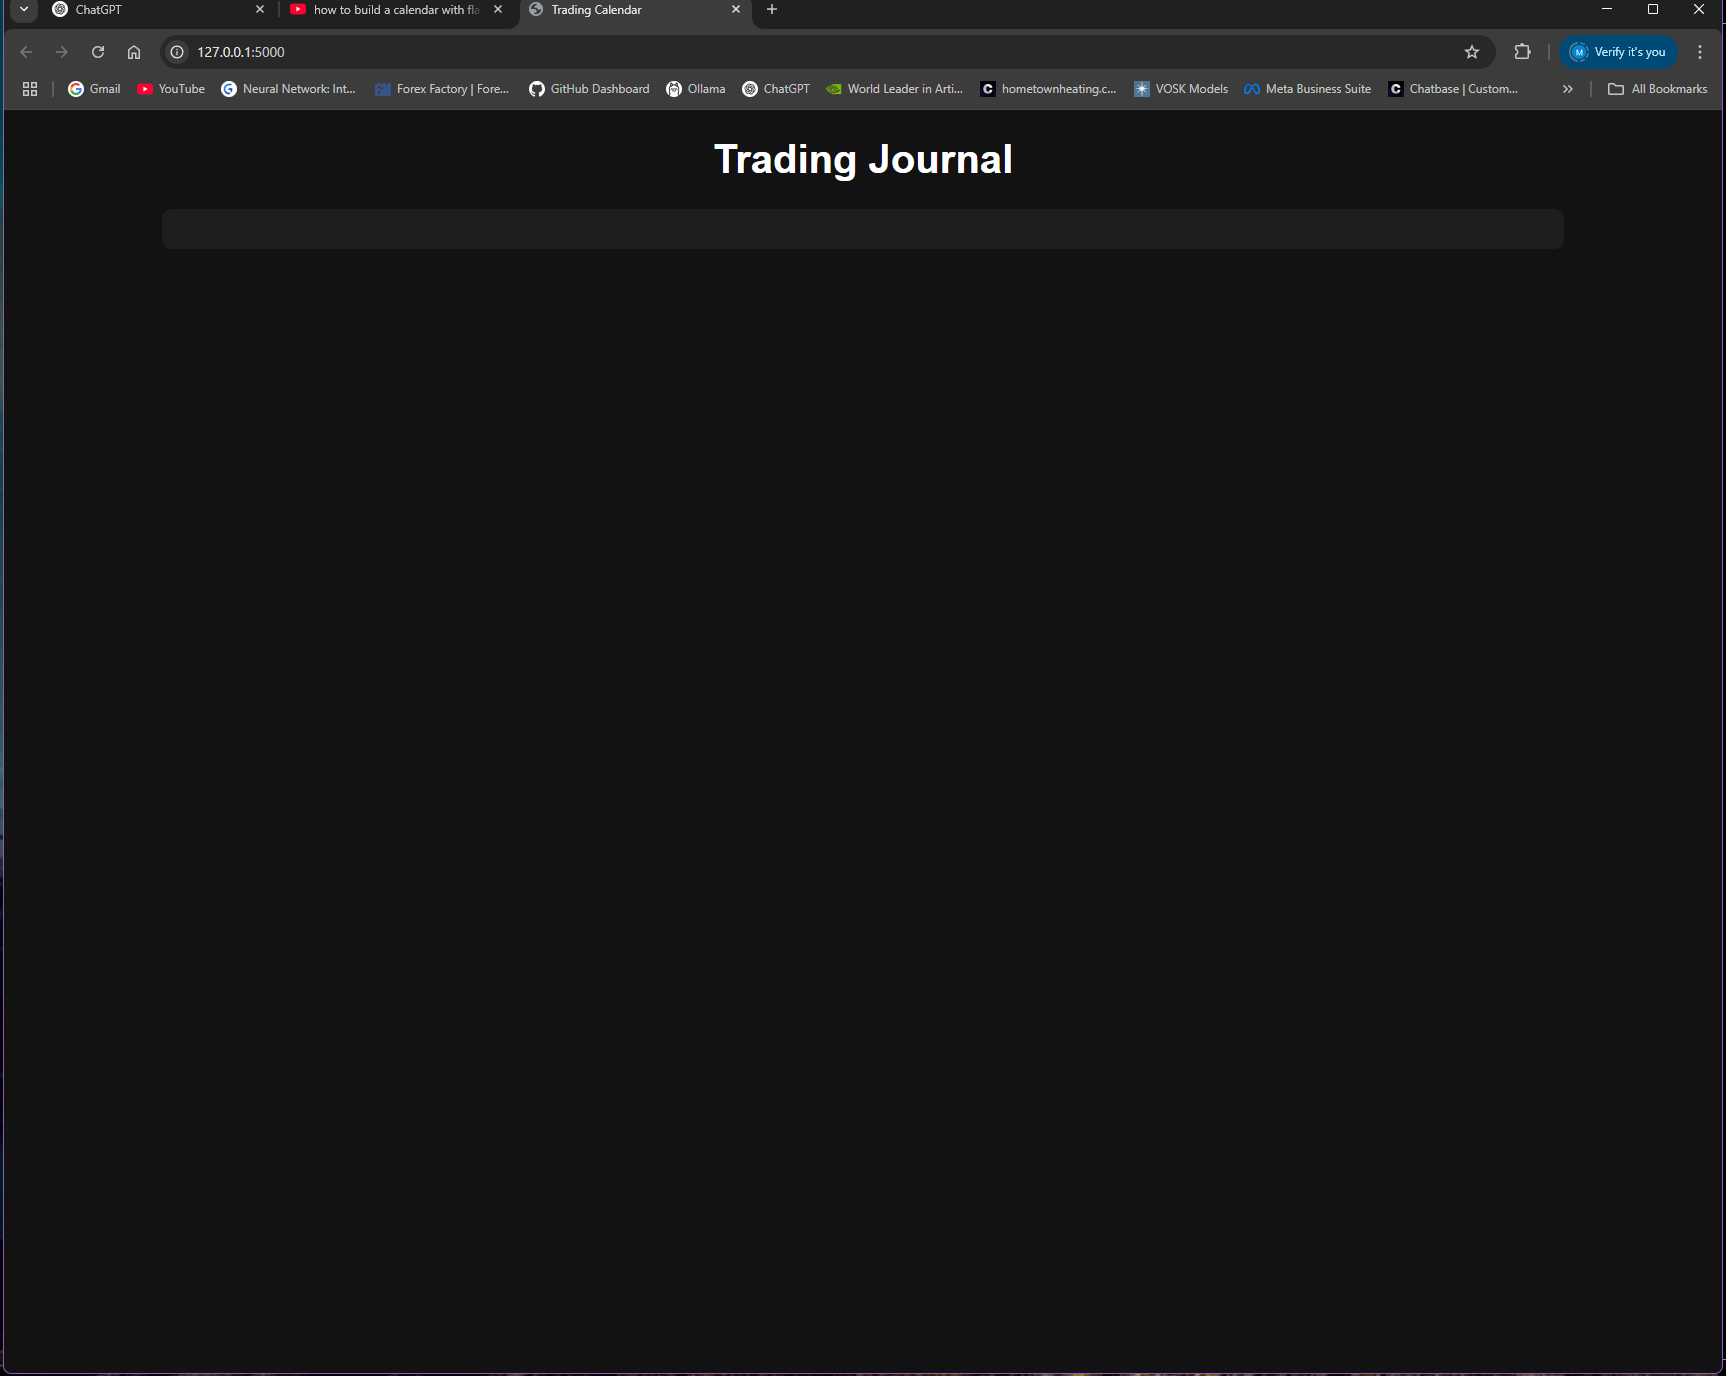 ChatGPT
how to build a calendar with fla
Trading Calendar
127.0.0.1:5000
M
Verify it's you
Gmail
YouTube
Neural Network: Int...
Forex Factory | Fore...
GitHub Dashboard
Ollama
ChatGPT
World Leader in Arti...
C
hometownheating.c...
VOSK Models
Meta Business Suite
C
Chatbase | Custom...
All Bookmarks
Trading Journal